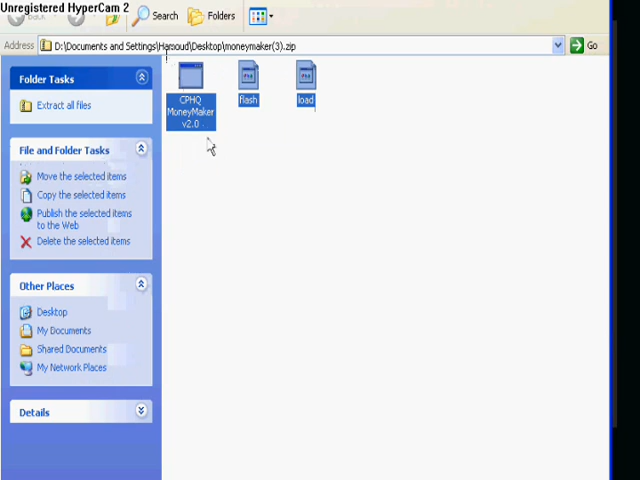 Unregistered HyperCam 2
Back
Search
Folders
Address
D:\Documents and Settings\Hamoud\Desktop\moneymaker(3).zip
Go
Folder Tasks
Extract all files
File and Folder Tasks
Move the selected items
Copy the selected items
Publish the selected items
to the Web
Delete the selected items
Other Places
Desktop
My Documents
Shared Documents
My Network Places
Details
CPHQ
MoneyMaker
v2.0
flash
load